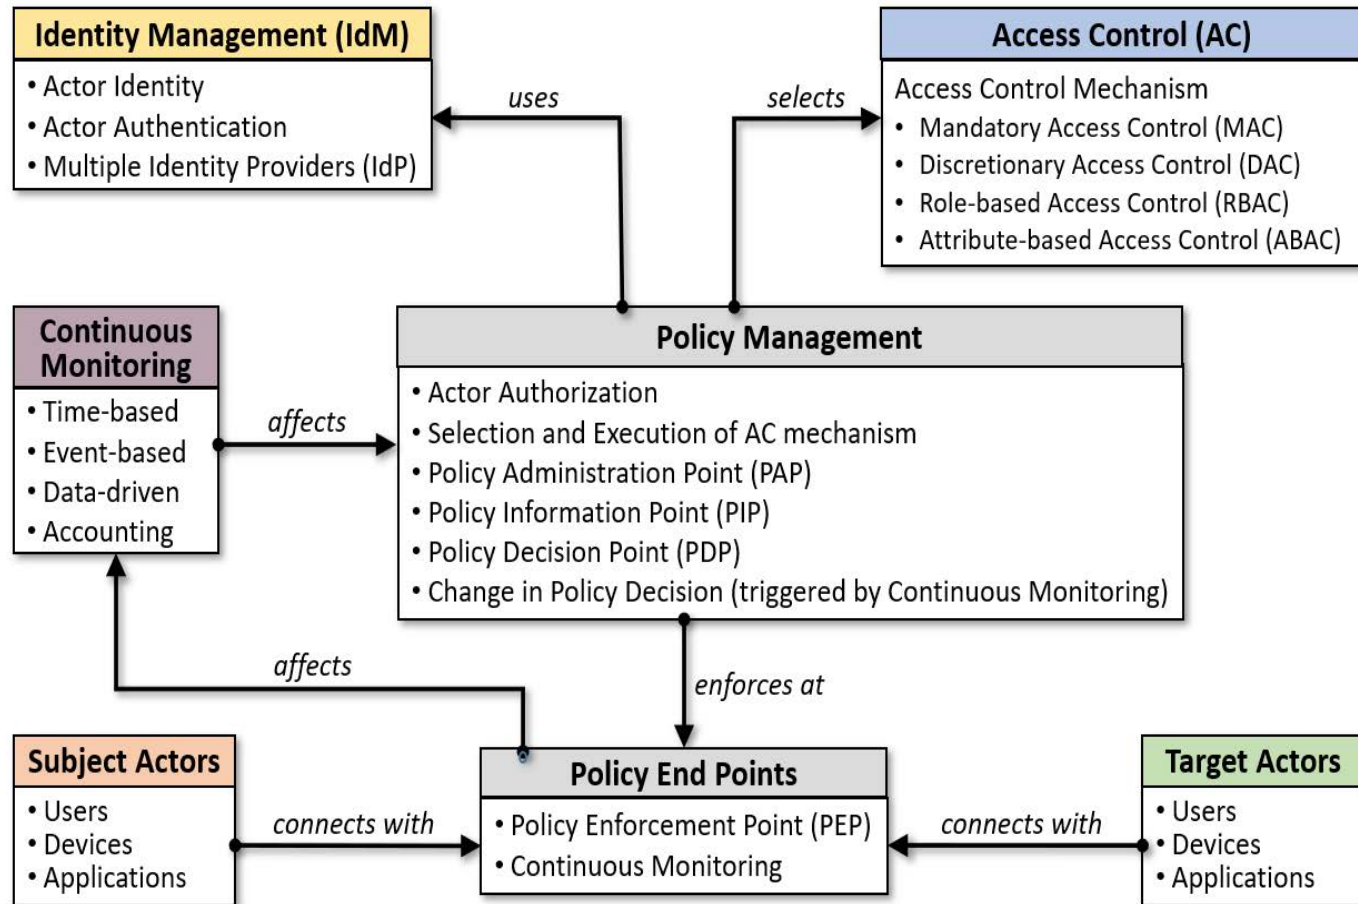 Identity Management (IdM)
• Actor Identity
• Actor Authentication
• Multiple Identity Providers (IdP)
uses
selects
Access Control (AC)
Access Control Mechanism
• Mandatory Access Control (MAC)
• Discretionary Access Control (DAC)
• Role-based Access Control (RBAC)
• Attribute-based Access Control (ABAC)
Continuous
Monitoring
• Time-based
• Event-based
• Data-driven
• Accounting
affects
Policy Management
• Actor Authorization
• Selection and Execution of AC mechanism
• Policy Administration Point (PAP)
• Policy Information Point (PIP)
• Policy Decision Point (PDP)
• Change in Policy Decision (triggered by Continuous Monitoring)
affects
enforces at
Subject Actors
• Users
• Devices
• Applications
connects with
Policy End Points
• Policy Enforcement Point (PEP)
• Continuous Monitoring
connects with
Target Actors
• Users
• Devices
• Applications